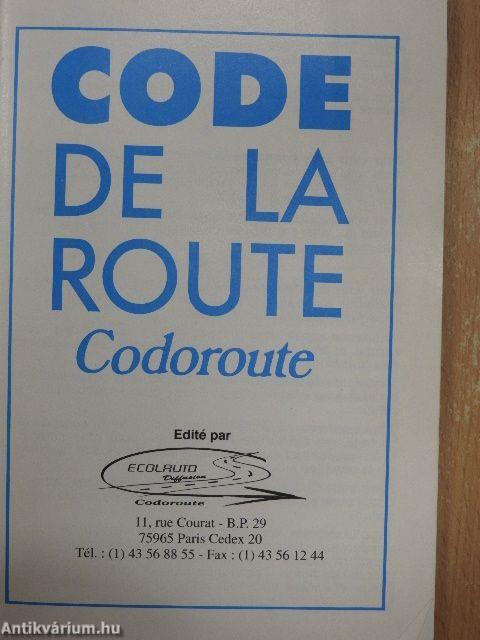 CODE
DE LA
ROUTE
Codoroute
Edité par
ECOLAUTO
Diffusion
Codoroute
11, rue Courat - B.P. 29
75965 Paris Cedex 20
Tél. : (1) 43 56 88 55 - Fax : (1) 43 56 12 44
Antikvárium.hu